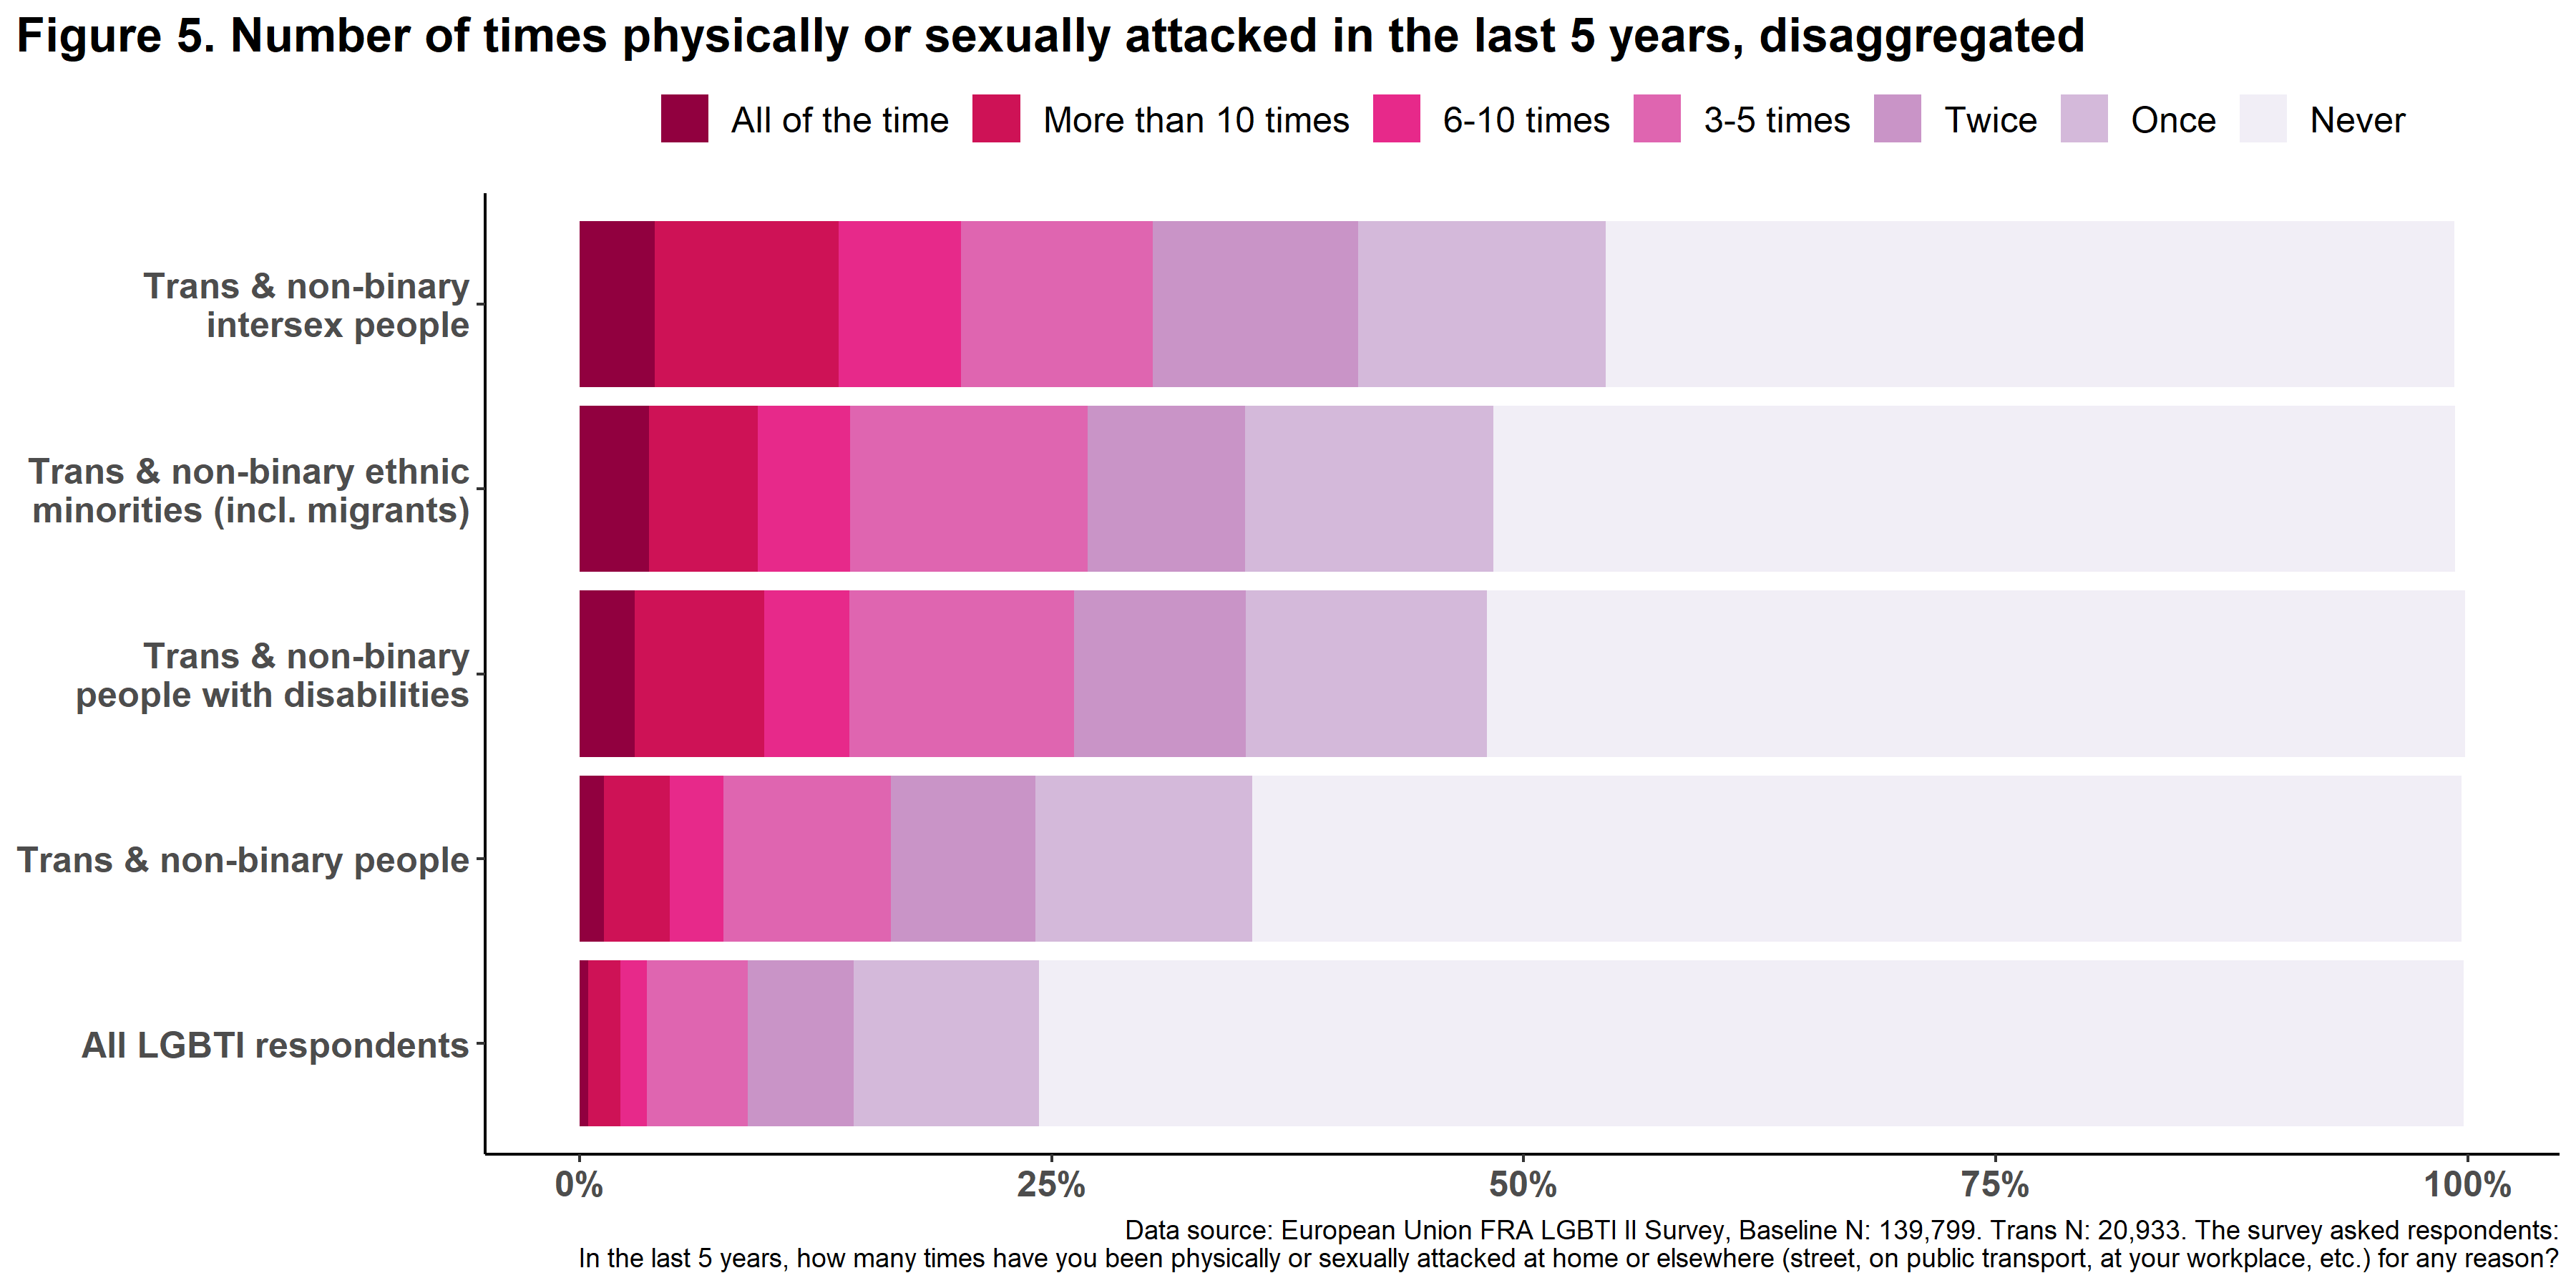 Figure 5. Number of times physically or sexually attacked in the last 5 years, disaggregated
All of the time More than 10 times 6-10 times 3-5 times Twice Once Never
Trans & non-binary
intersex people
Trans & non-binary ethnic
minorities (incl. migrants)
Trans & non-binary
people with disabilities
Trans & non-binary people
All LGBTI respondents
0% 25% 50% 75% 100%
Data source: European Union FRA LGBTI II Survey, Baseline N: 139,799. Trans N: 20,933. The survey asked respondents:
In the last 5 years, how many times have you been physically or sexually attacked at home or elsewhere (street, on public transport, at your workplace, etc.) for any reason?